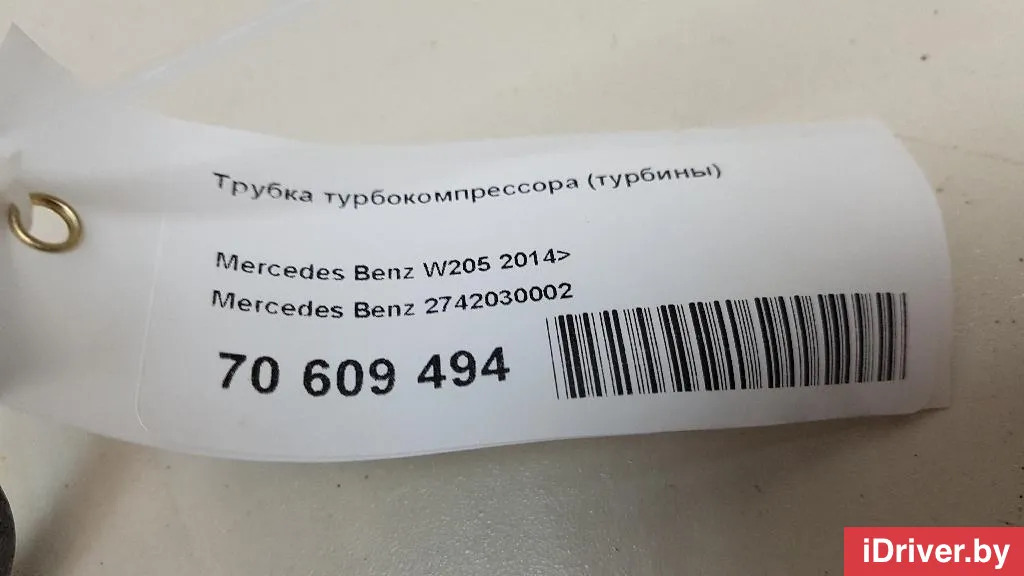 Трубка турбокомпрессора (турбины)
Mercedes Benz W205 2014>
Mercedes Benz 2742030002
70 609 494
iDriver.by